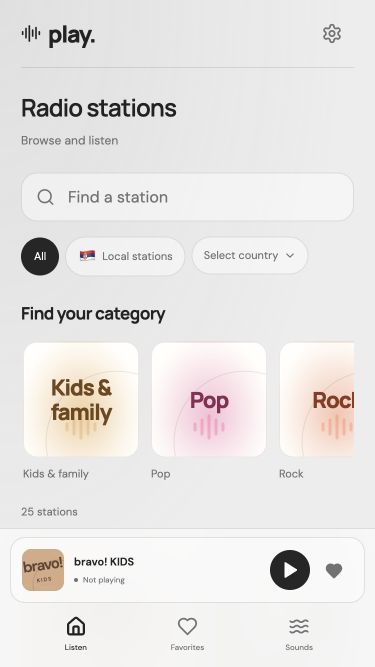 play.
Radio stations
Browse and listen
Find a station
All
Local stations
Select country
Find your category
Kids &
family
Pop
Rock
Kids & family
Pop
Rock
25 stations
bravo!
KIDS
bravo! KIDS
Not playing
Listen
Favorites
Sounds